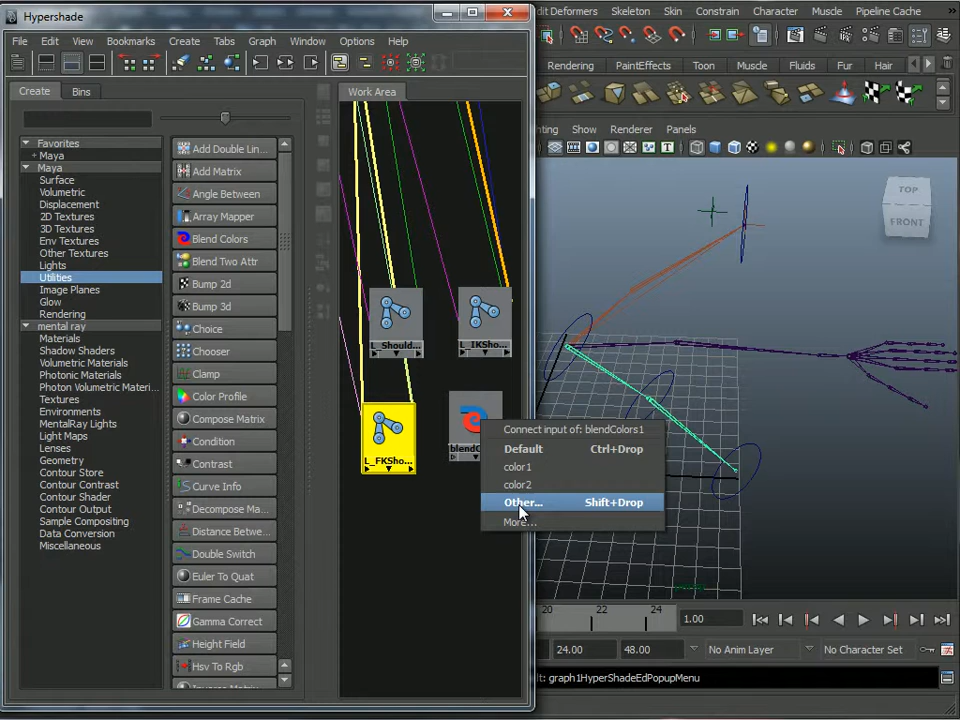 Hypershade
File Edit View Bookmarks Create Tabs Graph Window Options Help
Create Bins
Work Area
Favorites
+ Maya
Maya
Surface
Volumetric
Displacement
2D Textures
3D Textures
Env Textures
Other Textures
Lights
Utilities
Image Planes
Glow
Rendering
mental ray
Materials
Shadow Shaders
Volumetric Materials
Photonic Materials
Photon Volumetric Materi...
Textures
Environments
MentalRay Lights
Light Maps
Lenses
Geometry
Contour Store
Contour Contrast
Contour Shader
Contour Output
Sample Compositing
Data Conversion
Miscellaneous
Add Double Lin...
Add Matrix
Angle Between
Array Mapper
Blend Colors
Blend Two Attr
Bump 2d
Bump 3d
Choice
Chooser
Clamp
Color Profile
Compose Matrix
Condition
Contrast
Curve Info
Decompose Ma...
Distance Betwe...
Double Switch
Euler To Quat
Frame Cache
Gamma Correct
Height Field
Hsv To Rgb
L_Should...
L_IKSho...
L_FKSho...
blendC
Connect input of: blendColors1
Default Ctrl+Drop
color1
color2
Other... Shift+Drop
More...
dit Deformers Skeleton Skin Constrain Character Muscle Pipeline Cache
Rendering PaintEffects Toon Muscle Fluids Fur Hair
hting Show Renderer Panels
TOP
FRONT
20 22 24 1.00
24.00 48.00 No Anim Layer No Character Set
lt: graph1HyperShadeEdPopupMenu